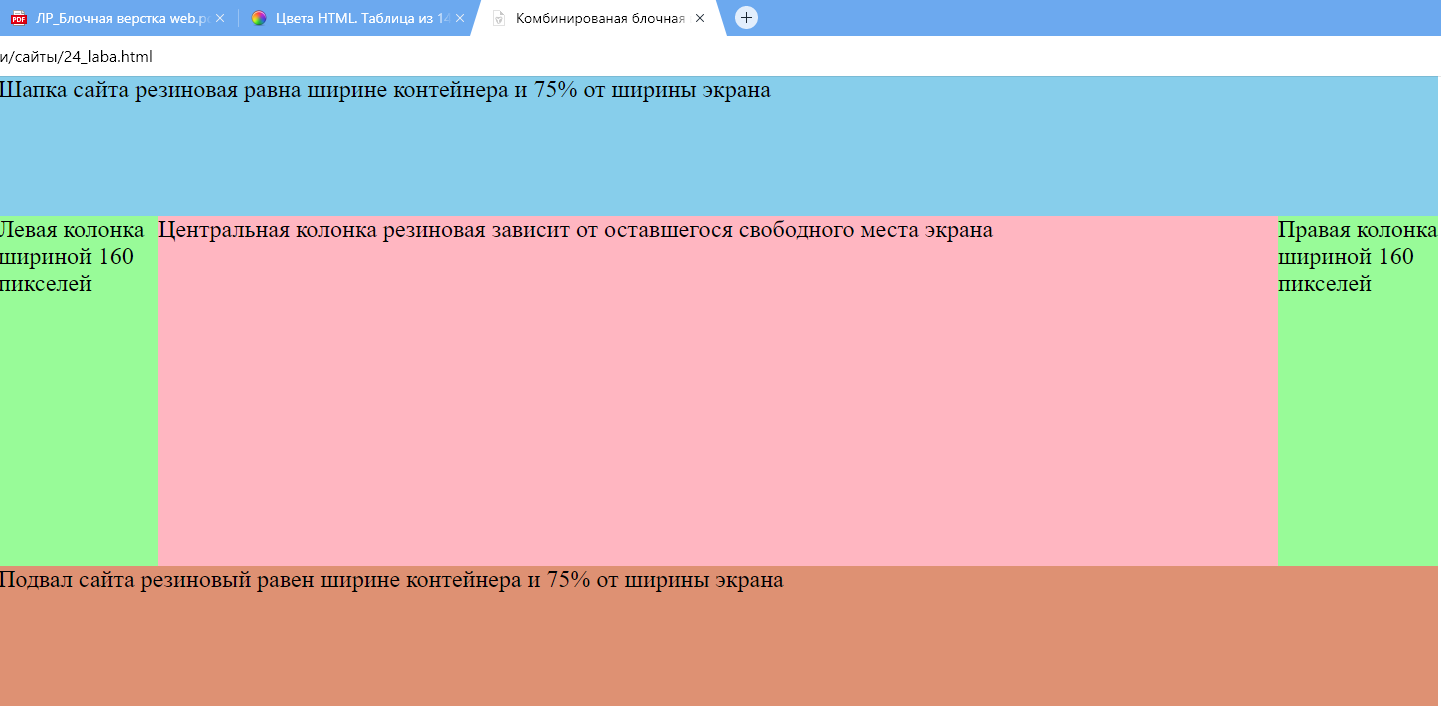 PDF
ЛР_Блочная верстка web.p
Цвета HTML. Таблица из 14
Комбинированая блочная
и/сайты/24_laba.html
Шапка сайта резиновая равна ширине контейнера и 75% от ширины экрана
Левая колонка
шириной 160
пикселей
Центральная колонка резиновая зависит от оставшегося свободного места экрана
Правая колонка
шириной 160
пикселей
Подвал сайта резиновый равен ширине контейнера и 75% от ширины экрана